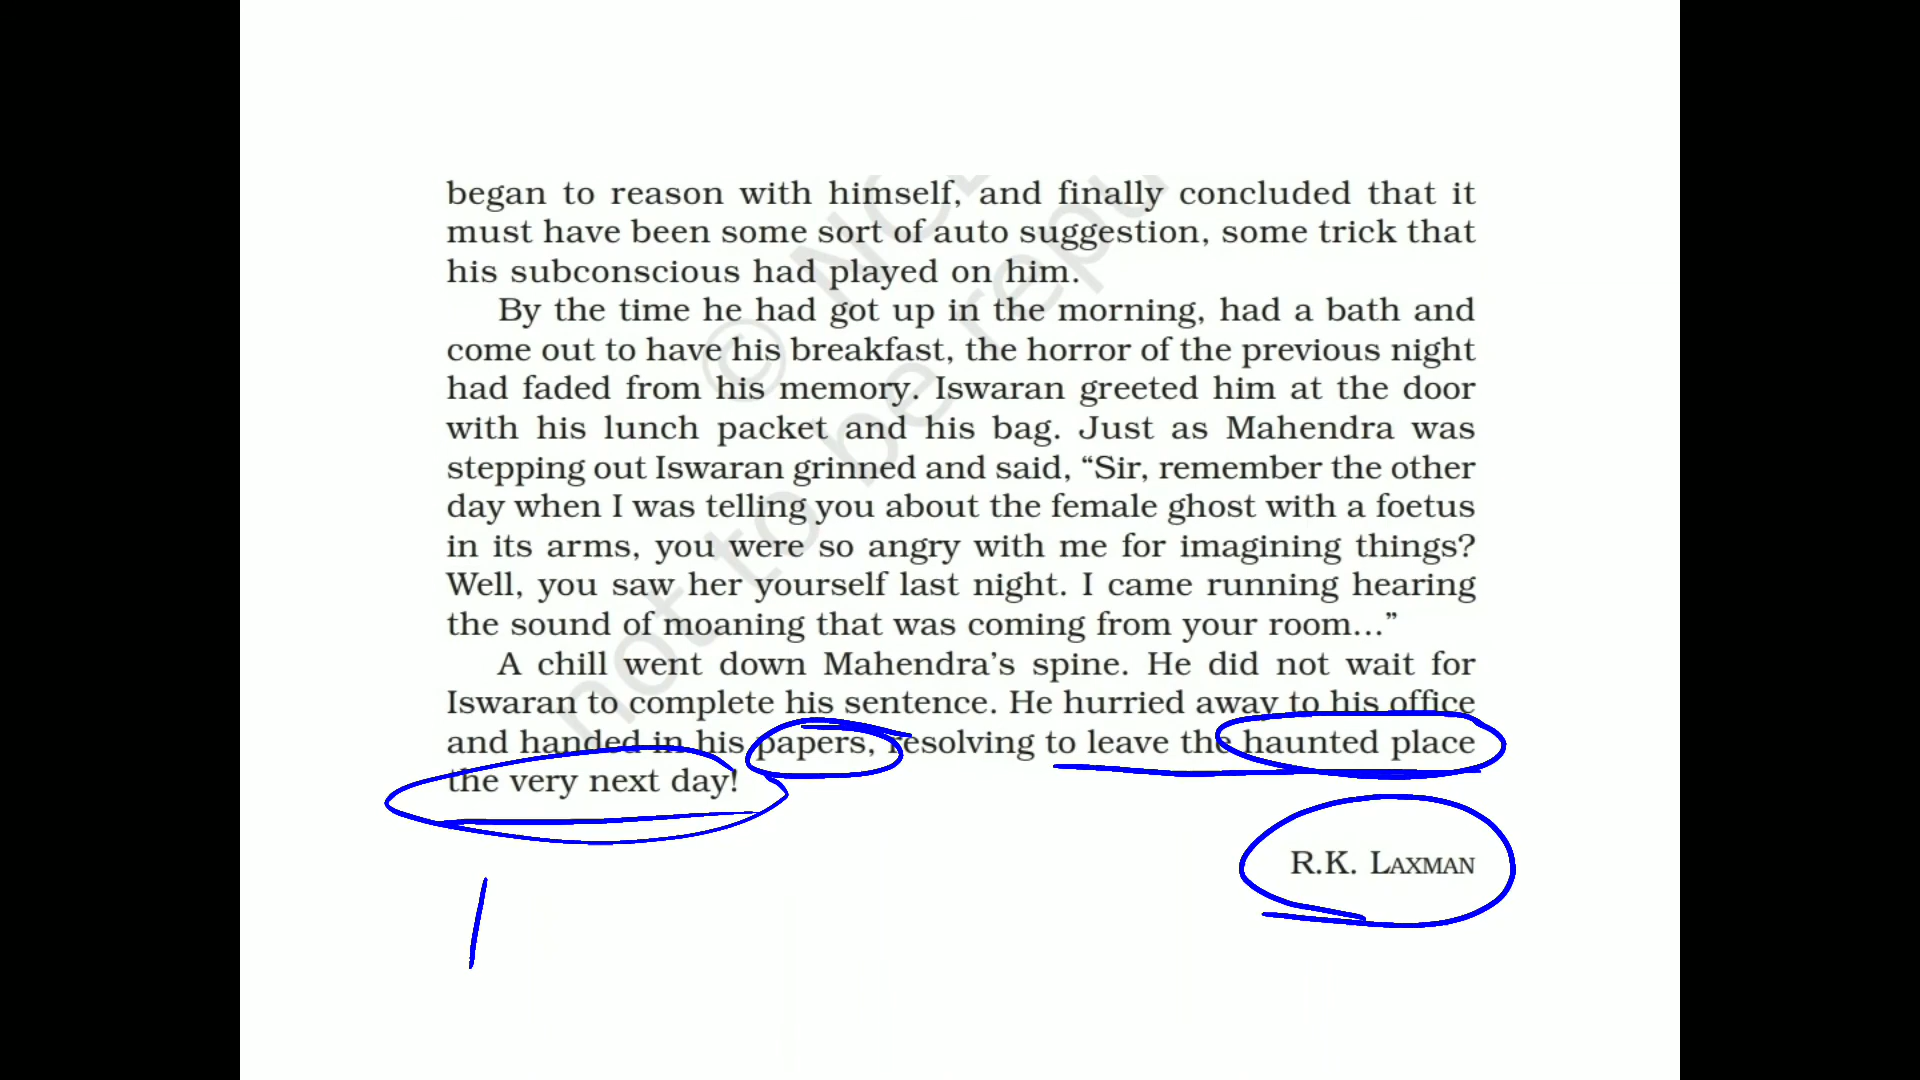 began to reason with himself, and finally concluded that it
must have been some sort of auto suggestion, some trick that
his subconscious had played on him.
By the time he had got up in the morning, had a bath and
come out to have his breakfast, the horror of the previous night
had faded from his memory. Iswaran greeted him at the door
with his lunch packet and his bag. Just as Mahendra was
stepping out Iswaran grinned and said, “Sir, remember the other
day when I was telling you about the female ghost with a foetus
in its arms, you were so angry with me for imagining things?
Well, you saw her yourself last night. I came running hearing
the sound of moaning that was coming from your room...”
A chill went down Mahendra’s spine. He did not wait for
Iswaran to complete his sentence. He hurried away to his office
and handed in his papers, resolving to leave the haunted place
the very next day!
R.K. LAXMAN
© NC
not to be repu